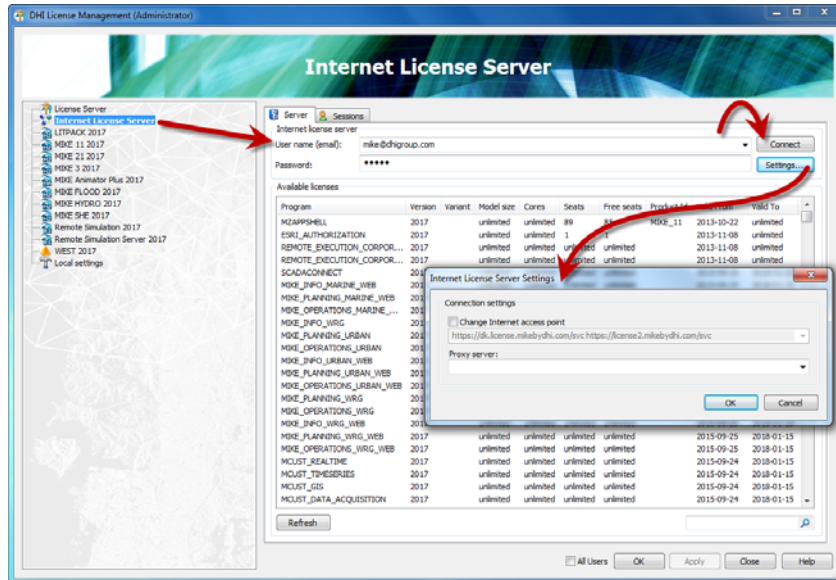 DHI License Management (Administrator)
Internet License Server
License Server
Internet License Server
LITPACK 2017
MIKE 11 2017
MIKE 21 2017
MIKE 3 2017
MIKE Animator Plus 2017
MIKE FLOOD 2017
MIKE HYDRO 2017
MIKE SHE 2017
Remote Simulation 2017
Remote Simulation Server 2017
WEST 2017
Local settings
Server Sessions
Internet license server
User name (email): mike@dhigroup.com Connect
Password: ***** Settings...
Available licenses
Program Version Variant Model size Cores Seats Free seats Valid To
MZAPPSHELL 2017 unlimited unlimited 89 MIKE_11 2013-10-22 unlimited
ESRI_AUTHORIZATION 2017 unlimited unlimited 1 2013-11-08 unlimited
REMOTE_EXECUTION_CORPOR... 2017 unlimited unlimited unlimited unlimited 2013-11-08 unlimited
REMOTE_EXECUTION_CORPOR... 2017 unlimited unlimited unlimited 2013-11-08 unlimited
SCADACONNECT
MIKE_INFO_MARINE_WEB
MIKE_PLANNING_MARINE_WEB
MIKE_OPERATIONS_MARINE_...
MIKE_INFO_WRG
MIKE_PLANNING_URBAN
MIKE_OPERATIONS_URBAN
MIKE_INFO_URBAN_WEB
MIKE_PLANNING_URBAN_WEB
MIKE_OPERATIONS_URBAN_WEB
MIKE_PLANNING_WRG
MIKE_OPERATIONS_WRG
MIKE_INFO_WRG_WEB
MIKE_PLANNING_WRG_WEB 2017 unlimited unlimited unlimited unlimited 2015-09-25 2018-01-15
MIKE_OPERATIONS_WRG_WEB 2017 unlimited unlimited unlimited unlimited 2015-09-25 2018-01-15
MCUST_REALTIME 2017 unlimited unlimited unlimited unlimited 2015-09-24 2018-01-15
MCUST_TIMESERIES 2017 unlimited unlimited unlimited unlimited 2015-09-24 2018-01-15
MCUST_GIS 2017 unlimited unlimited unlimited unlimited 2015-09-24 2018-01-15
MCUST_DATA_ACQUISITION 2017 unlimited unlimited unlimited unlimited 2015-09-24 2018-01-15
Internet License Server Settings
Connection settings
Change Internet access point
https://dk.license.mikebydhi.com/svc https://license2.mikebydhi.com/svc
Proxy server:
OK Cancel
Refresh
All Users OK Apply Close Help